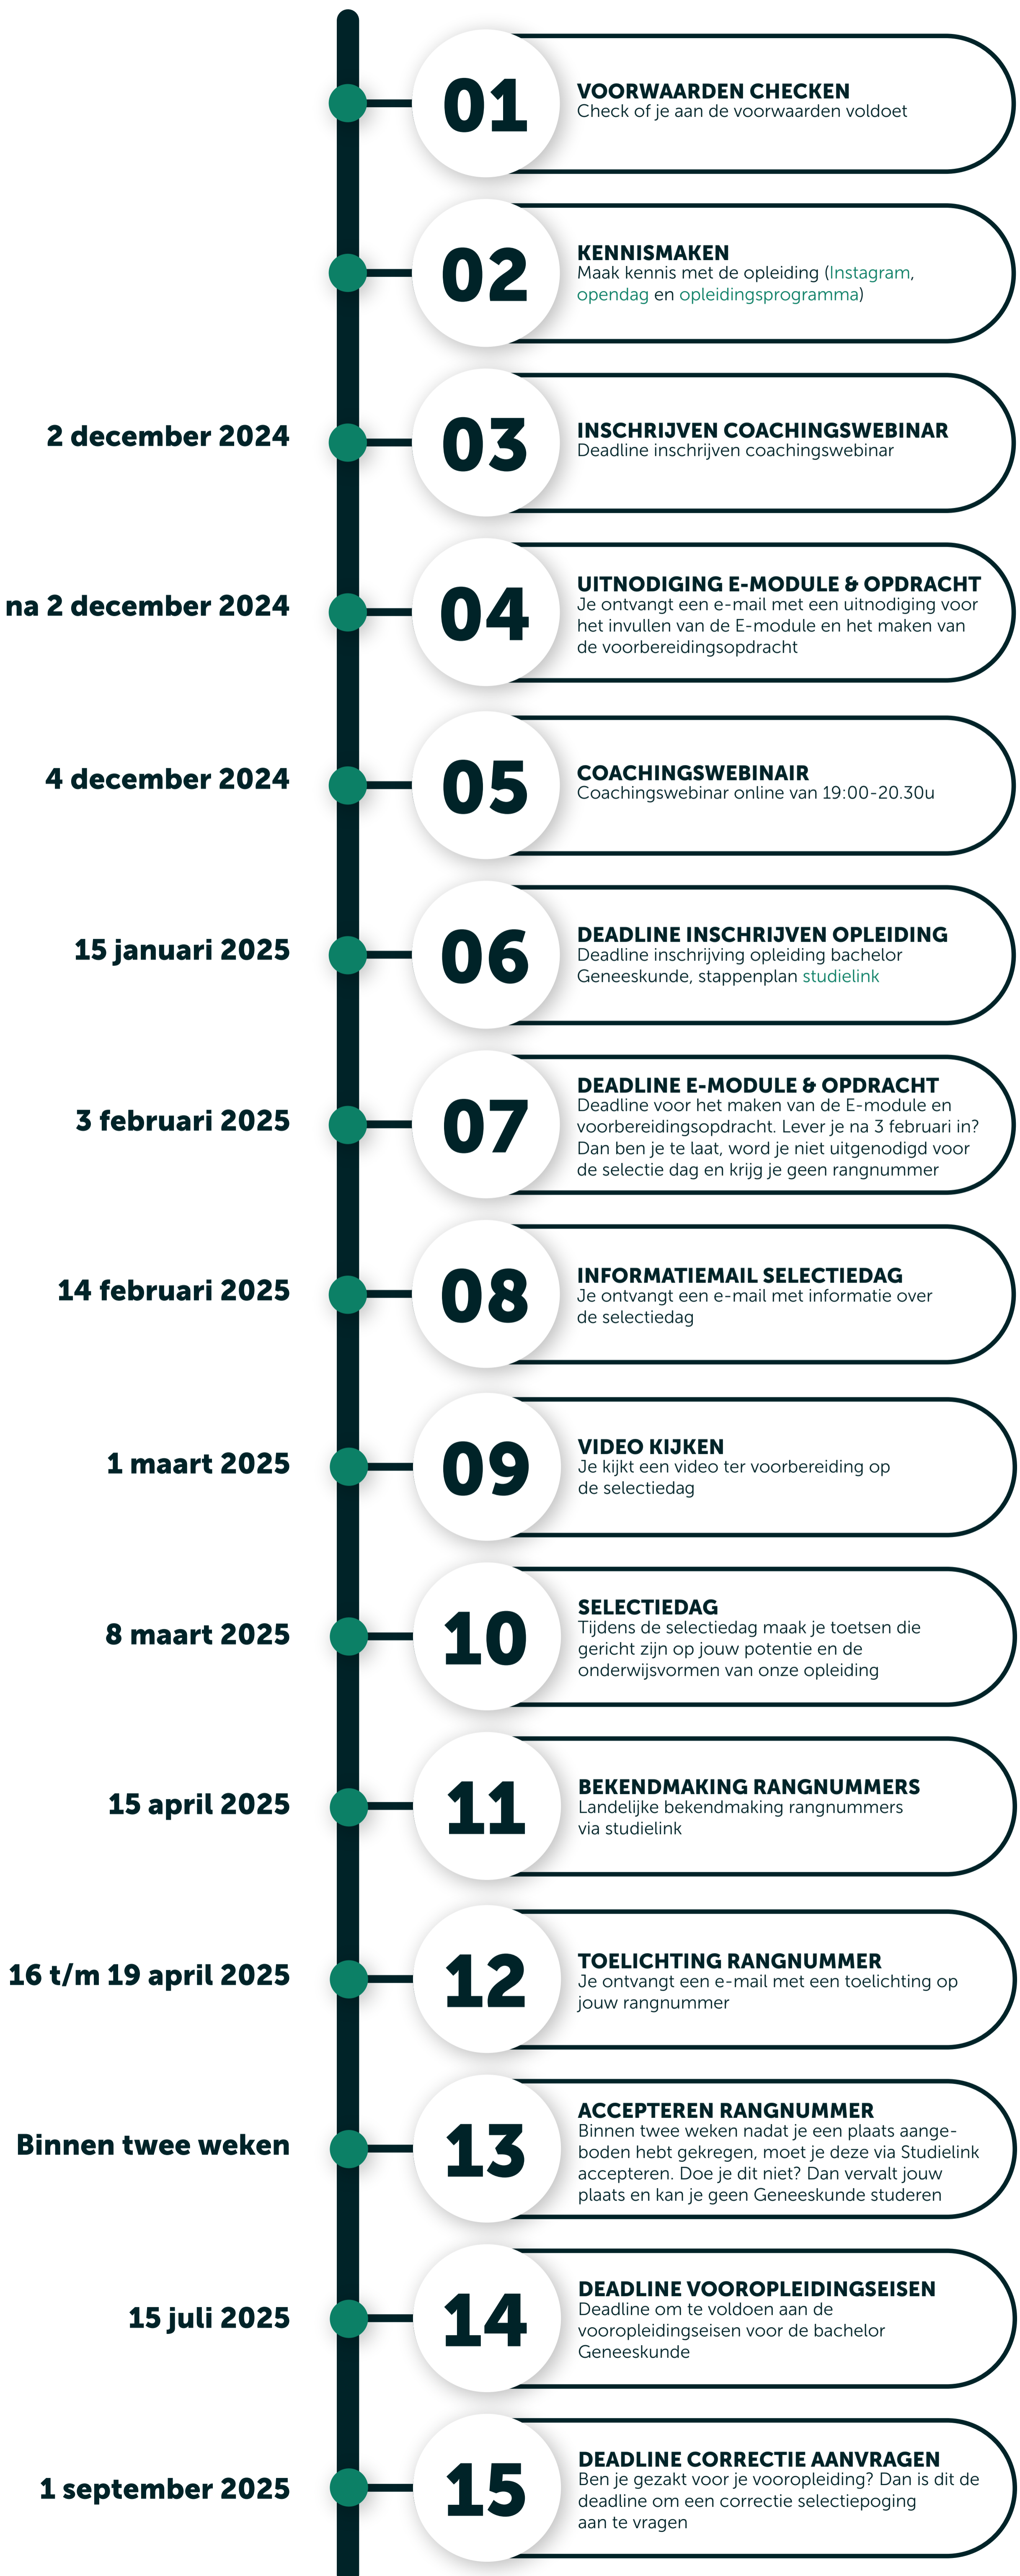 01
VOORWAARDEN CHECKEN
Check of je aan de voorwaarden voldoet
02
KENNISMAKEN
Maak kennis met de opleiding (Instagram,
opendag en opleidingsprogramma)
2 december 2024
03
INSCHRIJVEN COACHINGSWEBINAR
Deadline inschrijven coachingswebinar
na 2 december 2024
04
UITNODIGING E-MODULE & OPDRACHT
Je ontvangt een e-mail met een uitnodiging voor
het invullen van de E-module en het maken van
de voorbereidingsopdracht
4 december 2024
05
COACHINGSWEBINAIR
Coachingswebinar online van 19:00-20.30u
15 januari 2025
06
DEADLINE INSCHRIJVEN OPLEIDING
Deadline inschrijving opleiding bachelor
Geneeskunde, stappenplan studielink
3 februari 2025
07
DEADLINE E-MODULE & OPDRACHT
Deadline voor het maken van de E-module en
voorbereidingsopdracht. Lever je na 3 februari in?
Dan ben je te laat, word je niet uitgenodigd voor
de selectie dag en krijg je geen rangnummer
14 februari 2025
08
INFORMATIEMAIL SELECTIEDAG
Je ontvangt een e-mail met informatie over
de selectiedag
1 maart 2025
09
VIDEO KIJKEN
Je kijkt een video ter voorbereiding op
de selectiedag
8 maart 2025
10
SELECTIEDAG
Tijdens de selectiedag maak je toetsen die
gericht zijn op jouw potentie en de
onderwijsvormen van onze opleiding
15 april 2025
11
BEKENDMAKING RANGNUMMERS
Landelijke bekendmaking rangnummers
via studielink
16 t/m 19 april 2025
12
TOELICHTING RANGNUMMER
Je ontvangt een e-mail met een toelichting op
jouw rangnummer
Binnen twee weken
13
ACCEPTEREN RANGNUMMER
Binnen twee weken nadat je een plaats aange-
boden hebt gekregen, moet je deze via Studielink
accepteren. Doe je dit niet? Dan vervalt jouw
plaats en kan je geen Geneeskunde studeren
15 juli 2025
14
DEADLINE VOOROPLEIDINGSEISEN
Deadline om te voldoen aan de
vooropleidingseisen voor de bachelor
Geneeskunde
1 september 2025
15
DEADLINE CORRECTIE AANVRAGEN
Ben je gezakt voor je vooropleiding? Dan is dit de
deadline om een correctie selectiepoging
aan te vragen